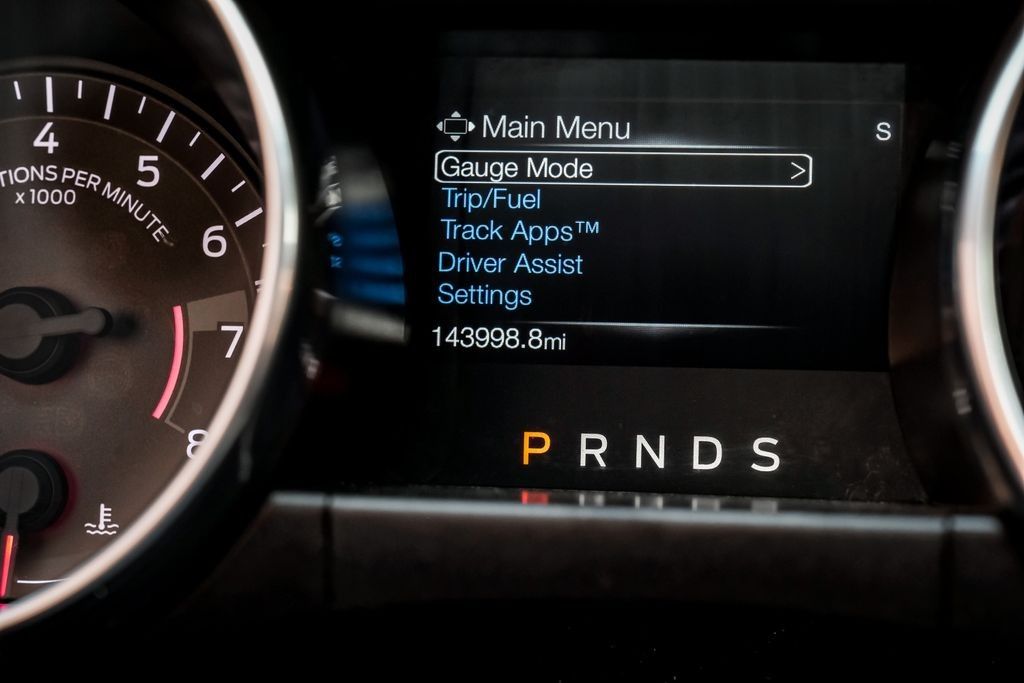 4
5
6
7
8
TIONS PER MINUTE
x 1000
Main Menu
S
Gauge Mode >
Trip/Fuel
Track Apps™
Driver Assist
Settings
143998.8mi
P R N D S